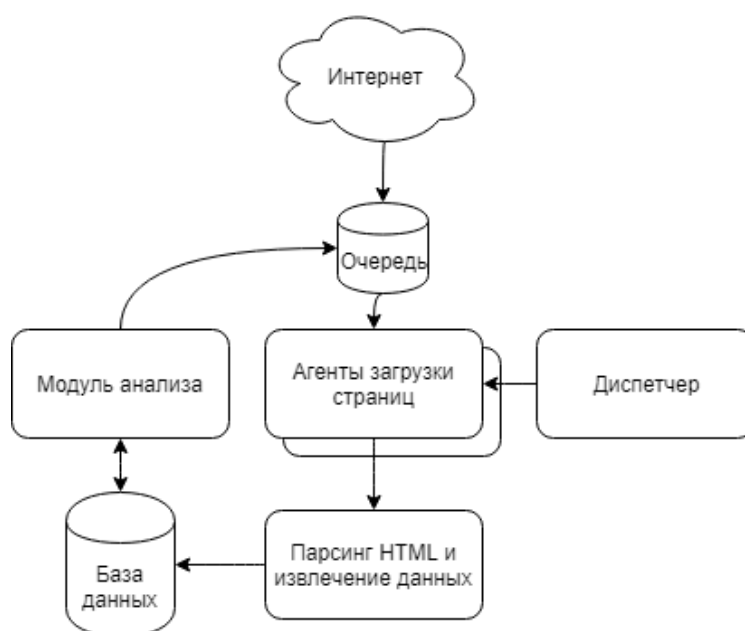 Интернет
Очередь
Модуль анализа
Агенты загрузки
страниц
Диспетчер
База
данных
Парсинг HTML и
извлечение данных